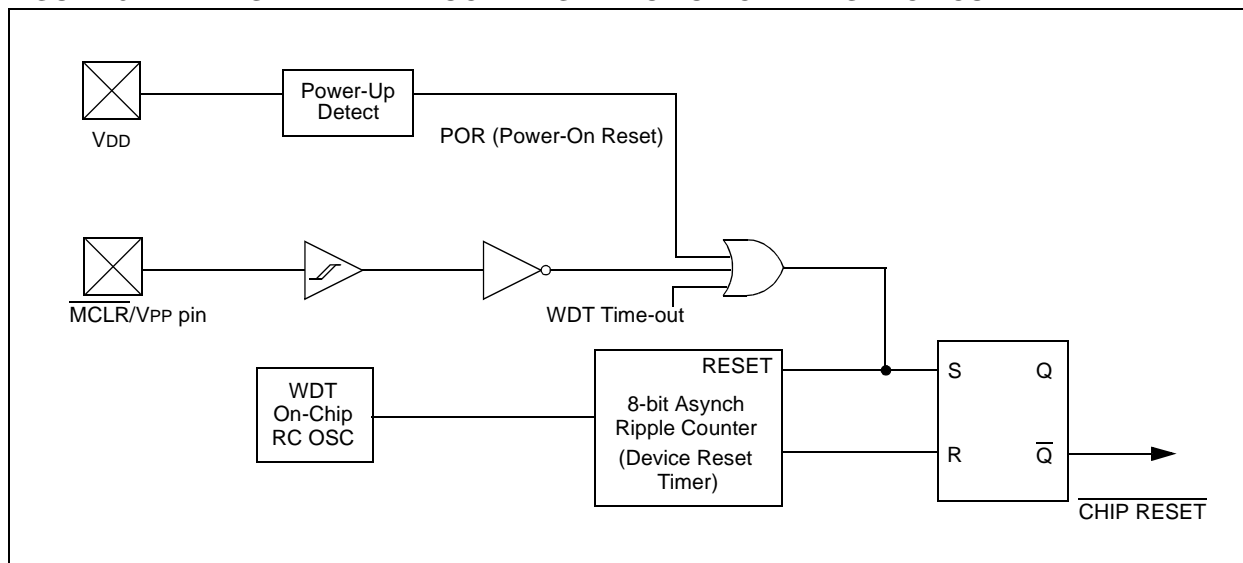 Power-Up
Detect
VDD
POR (Power-On Reset)
MCLR/VPP pin
WDT Time-out
WDT
On-Chip
RC OSC
RESET
8-bit Asynch
Ripple Counter
(Device Reset
Timer)
S Q
R Q
CHIP RESET